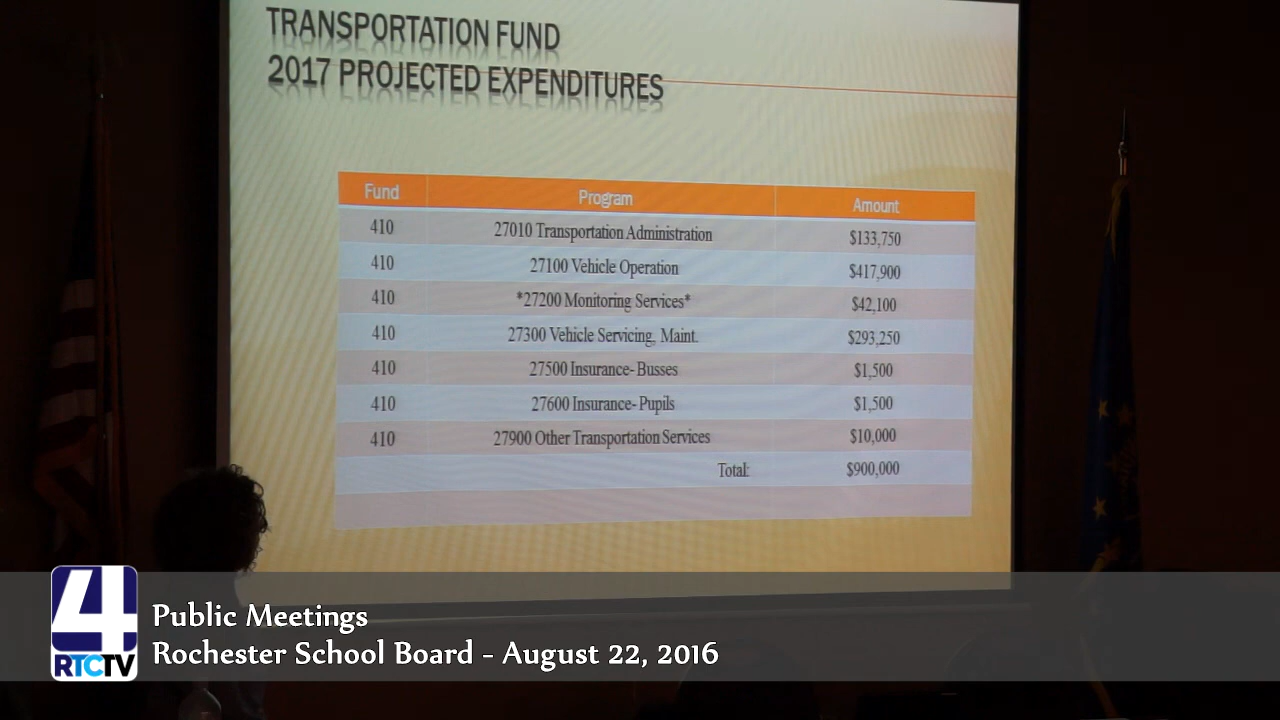 TRANSPORTATION FUND
2017 PROJECTED EXPENDITURES
Fund Program Amount
410 27010 Transportation Administration $133,750
410 27100 Vehicle Operation $417,900
410 *27200 Monitoring Services* $42,100
410 27300 Vehicle Servicing, Maint. $293,250
410 27500 Insurance- Busses $1,500
410 27600 Insurance- Pupils $1,500
410 27900 Other Transportation Services $10,000
Total: $900,000
4
RTCTV
Public Meetings
Rochester School Board - August 22, 2016